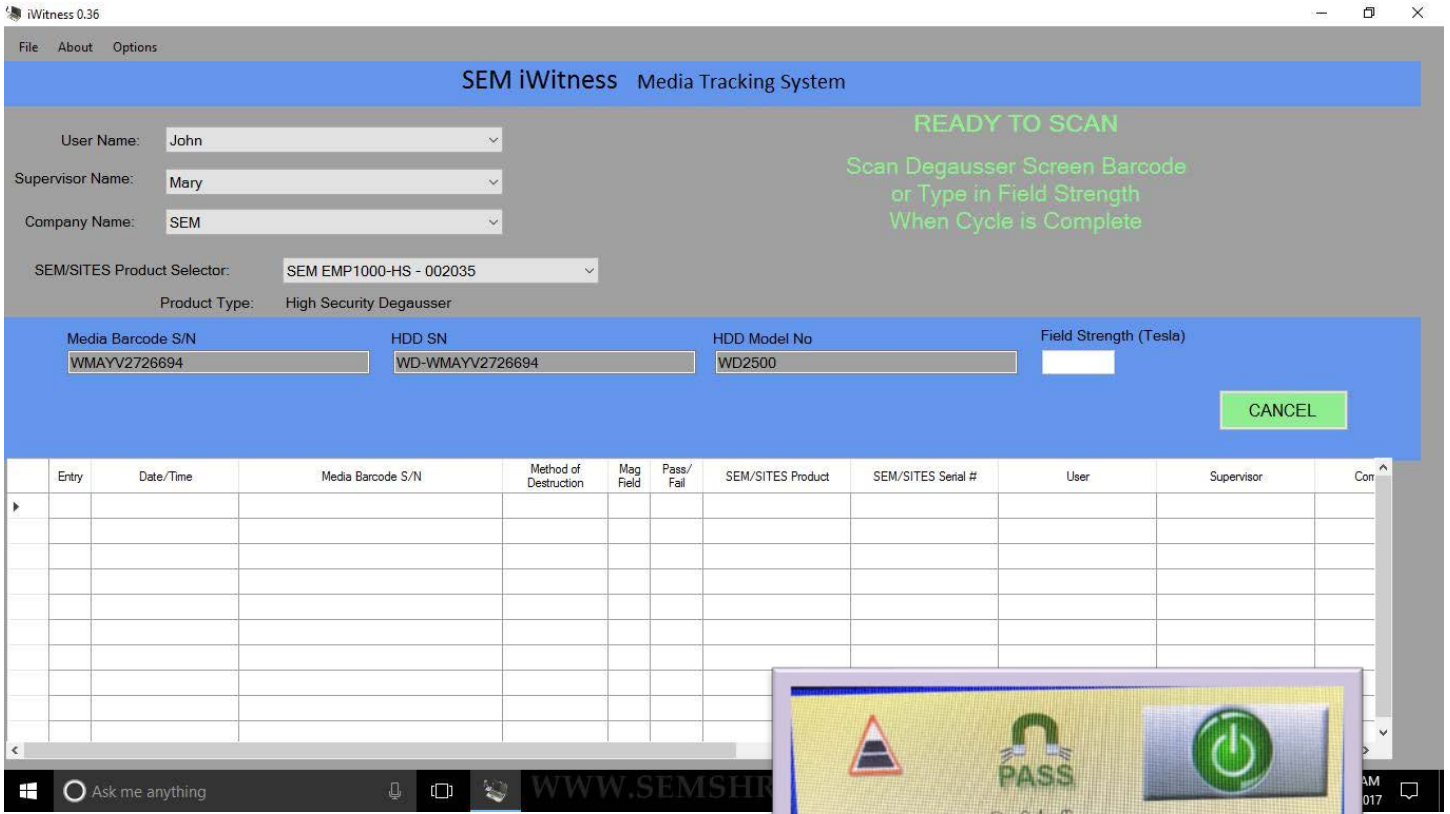 iWitness 0.36
File About Options
SEM iWitness Media Tracking System
READY TO SCAN
Scan Degausser Screen Barcode
or Type in Field Strength
When Cycle is Complete
User Name: John
Supervisor Name: Mary
Company Name: SEM
SEM/SITES Product Selector: SEM EMP1000-HS - 002035
Product Type: High Security Degausser
Media Barcode S/N HDD SN HDD Model No Field Strength (Tesla)
WMAYV2726694 WD-WMAYV2726694 WD2500
CANCEL
Entry Date/Time Media Barcode S/N Method of Destruction Mag Field Pass/Fail SEM/SITES Product SEM/SITES Serial # User Supervisor
PASS
Ask me anything
WWW.SEMSHR
AM
017